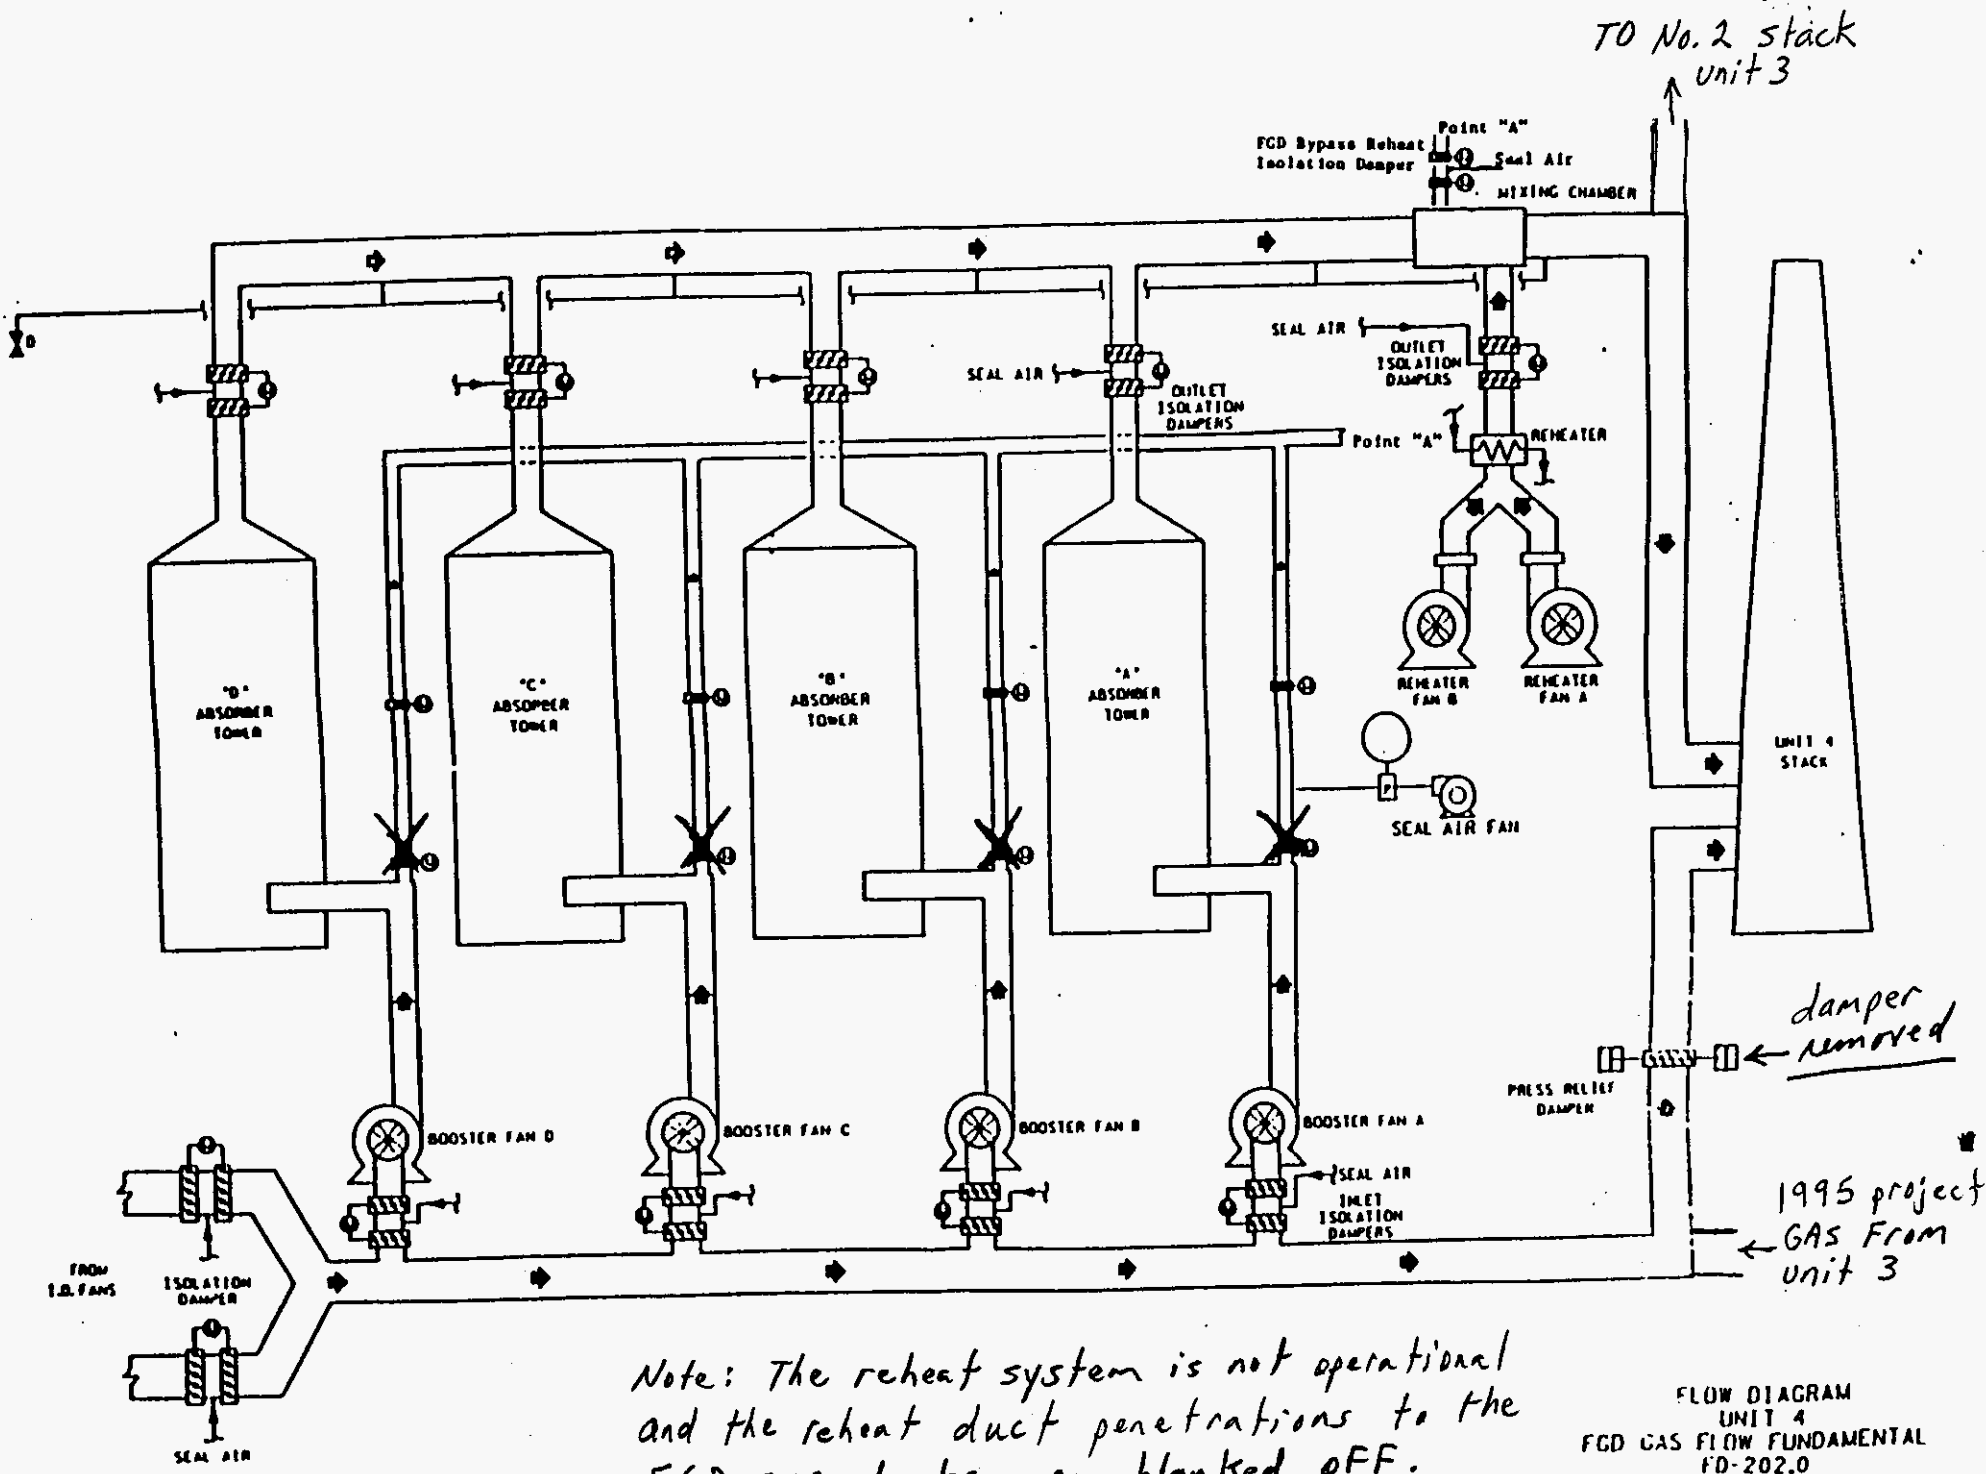 TO No. 2 stack
unit 3
Point "A"
FGD Bypass Reheat
Isolation Damper
Seal Air
MIXING CHAMBER
SEAL AIR
OUTLET
ISOLATION
DAMPERS
D
SEAL AIR
OUTLET
ISOLATION
DAMPERS
Point "A"
REHEATER
"D"
ABSORBER
TOWER
"C"
ABSORBER
TOWER
"B"
ABSORBER
TOWER
"A"
ABSORBER
TOWER
REHEATER
FAN B
REHEATER
FAN A
UNIT 4
STACK
P
SEAL AIR FAN
damper
removed
PRESS RELIEF
DAMPER
BOOSTER FAN D
BOOSTER FAN C
BOOSTER FAN B
BOOSTER FAN A
SEAL AIR
INLET
ISOLATION
DAMPERS
1995 project
GAS From
unit 3
FROM
I.D. FANS
ISOLATION
DAMPER
SEAL AIR
Note: The reheat system is not operational
and the reheat duct penetrations to the
FGD blanked off.
FLOW DIAGRAM
UNIT 4
FGD GAS FLOW FUNDAMENTAL
FD-202.0